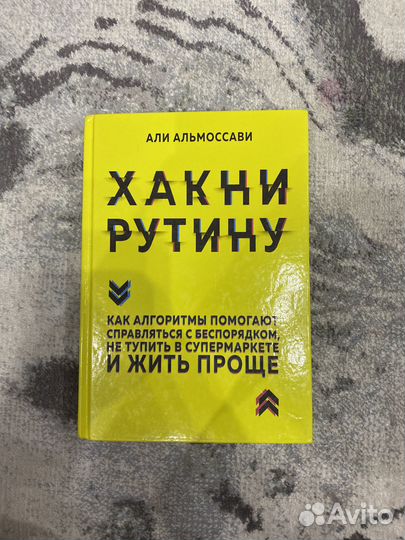 АЛИ АЛЬМОССАВИ
ХАКНИ
РУТИНУ
КАК АЛГОРИТМЫ ПОМОГАЮТ
СПРАВЛЯТЬСЯ С БЕСПОРЯДКОМ,
НЕ ТУПИТЬ В СУПЕРМАРКЕТЕ
И ЖИТЬ ПРОЩЕ
Avito